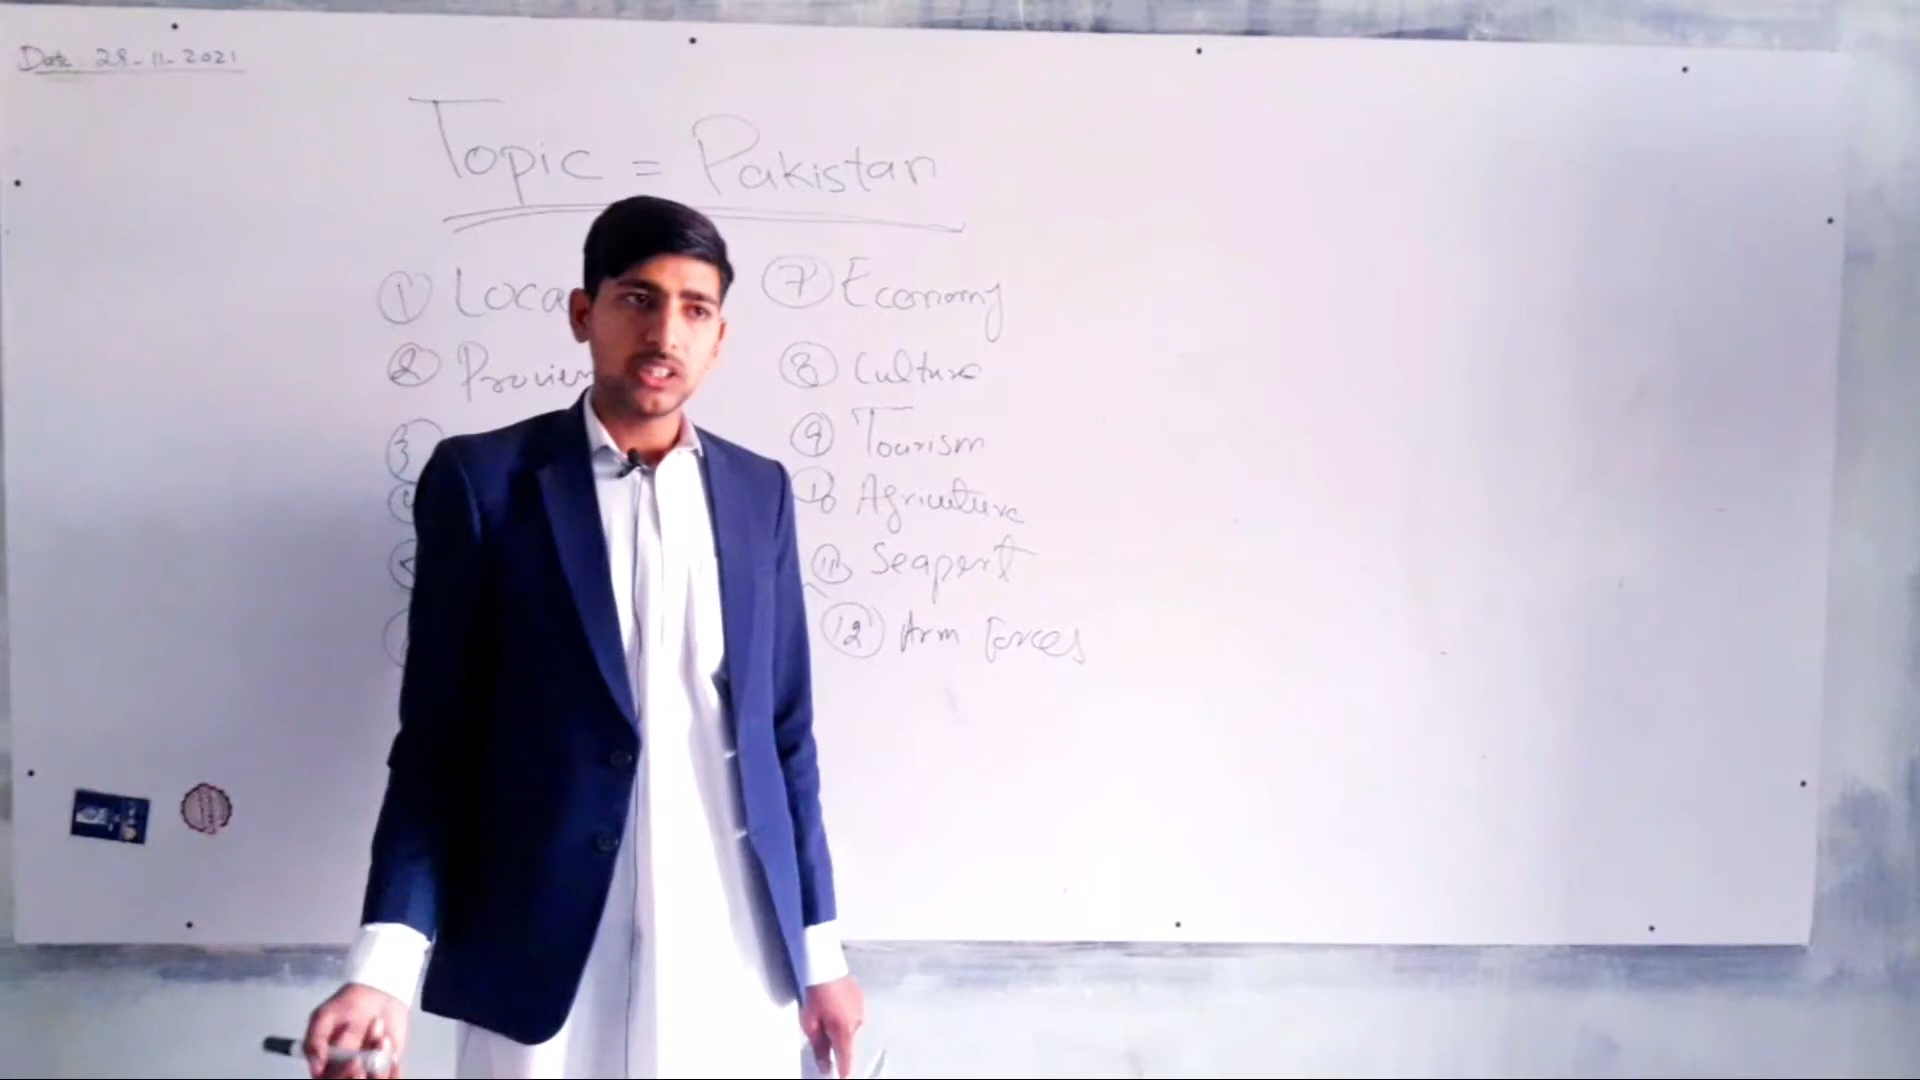 Date 28-11-2021
Topic = Pakistan
① Loca
②
③
⑦ Economy
⑧ Culture
⑨ Tourism
⑩ Agriculture
⑪ Seaport
⑫ Arm Forces